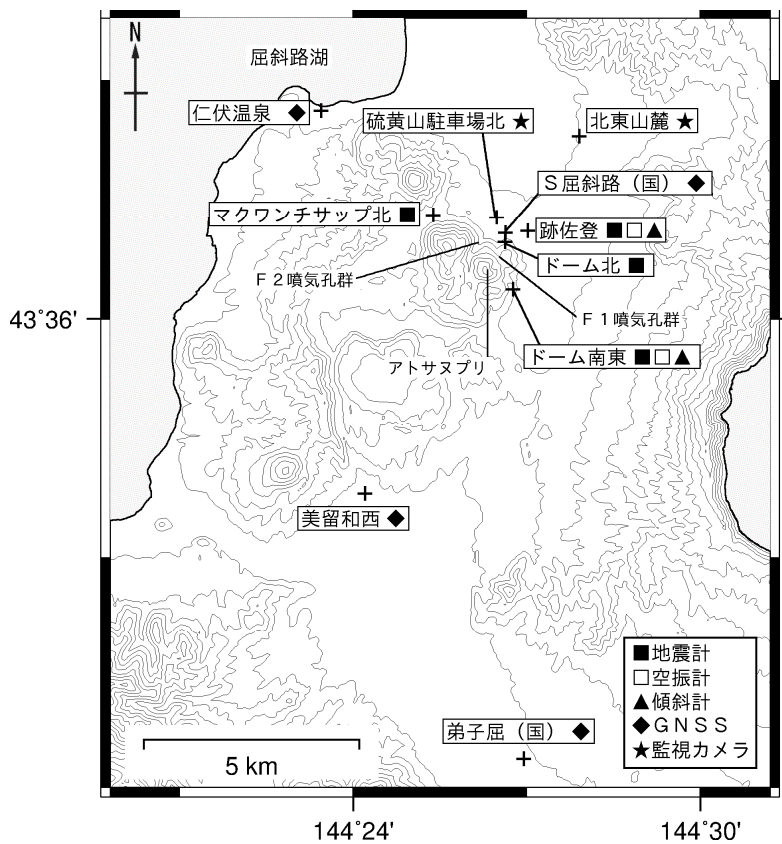 N
屈斜路湖
仁伏温泉 ◆
硫黄山駐車場北 ★
北東山麓 ★
S屈斜路(国) ◆
マクワンチサップ北 ■
跡佐登 ■□▲
ドーム北 ■
F2噴気孔群
F1噴気孔群
43˚36'
ドーム南東 ■□▲
アトサヌプリ
美留和西 ◆
■地震計
□空振計
▲傾斜計
◆GNSS
★監視カメラ
弟子屈(国) ◆
5 km
144˚24'
144˚30'